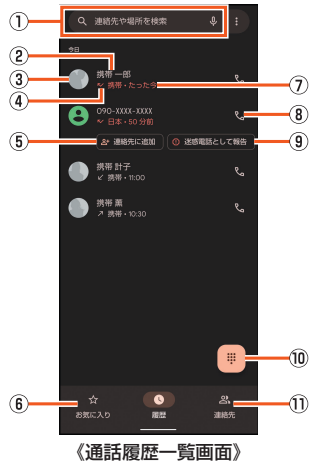 ① 連絡先や場所を検索
今日
②
③ 携帯 一郎
④ 携帯・たった今 ⑦
090-XXXX-XXXX ⑧
日本・50 分前
⑤ 連絡先に追加 迷惑電話として報告 ⑨
携帯 計子
携帯・11:00
携帯 薫
携帯・10:30
⑩
⑥ ⑪
お気に入り 履歴 連絡先
《通話履歴一覧画面》